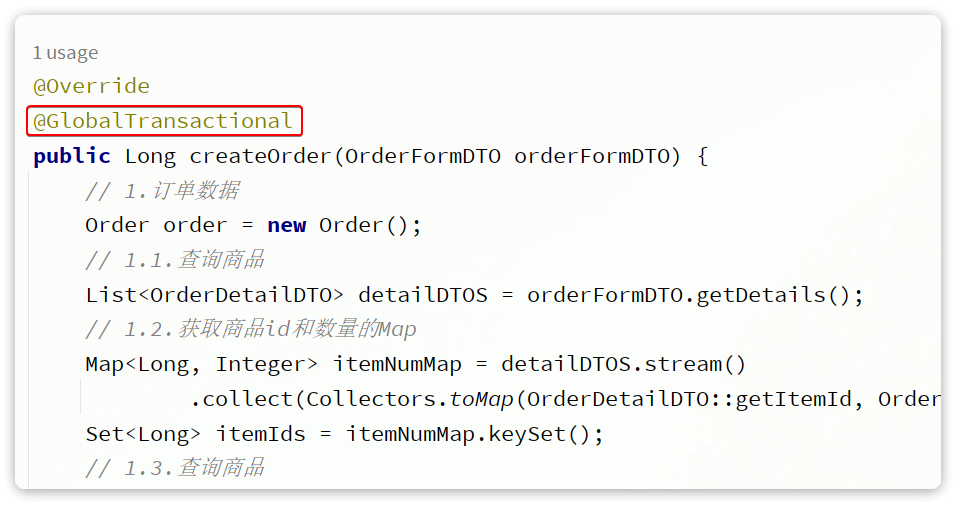 1 usage
@Override
@GlobalTransactional
public Long createOrder(OrderFormDTO orderFormDTO) {
// 1.订单数据
Order order = new Order();
// 1.1.查询商品
List<OrderDetailDTO> detailDTOS = orderFormDTO.getDetails();
// 1.2.获取商品id和数量的Map
Map<Long, Integer> itemNumMap = detailDTOS.stream()
.collect(Collectors.toMap(OrderDetailDTO::getItemId, Order
Set<Long> itemIds = itemNumMap.keySet();
// 1.3.查询商品